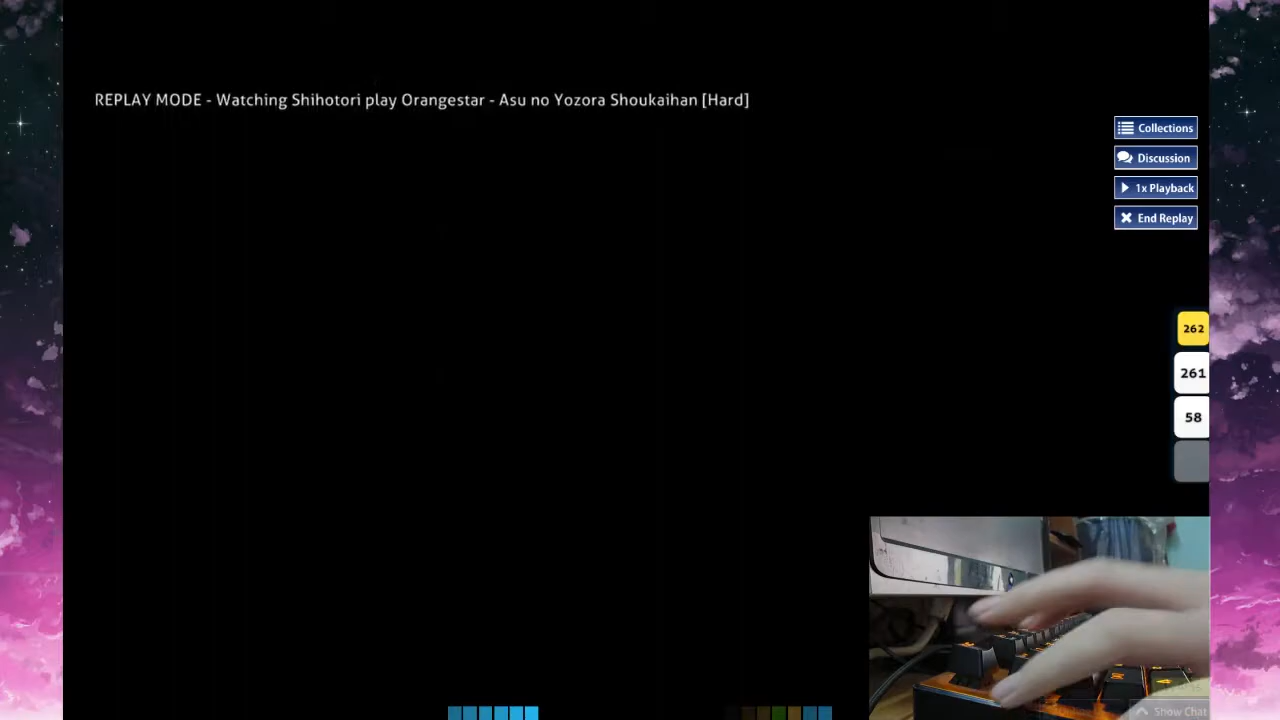 REPLAY MODE - Watching Shihotori play Orangestar - Asu no Yozora Shoukaihan [Hard]
Collections
Discussion
1x Playback
End Replay
262
261
58
Show Chat